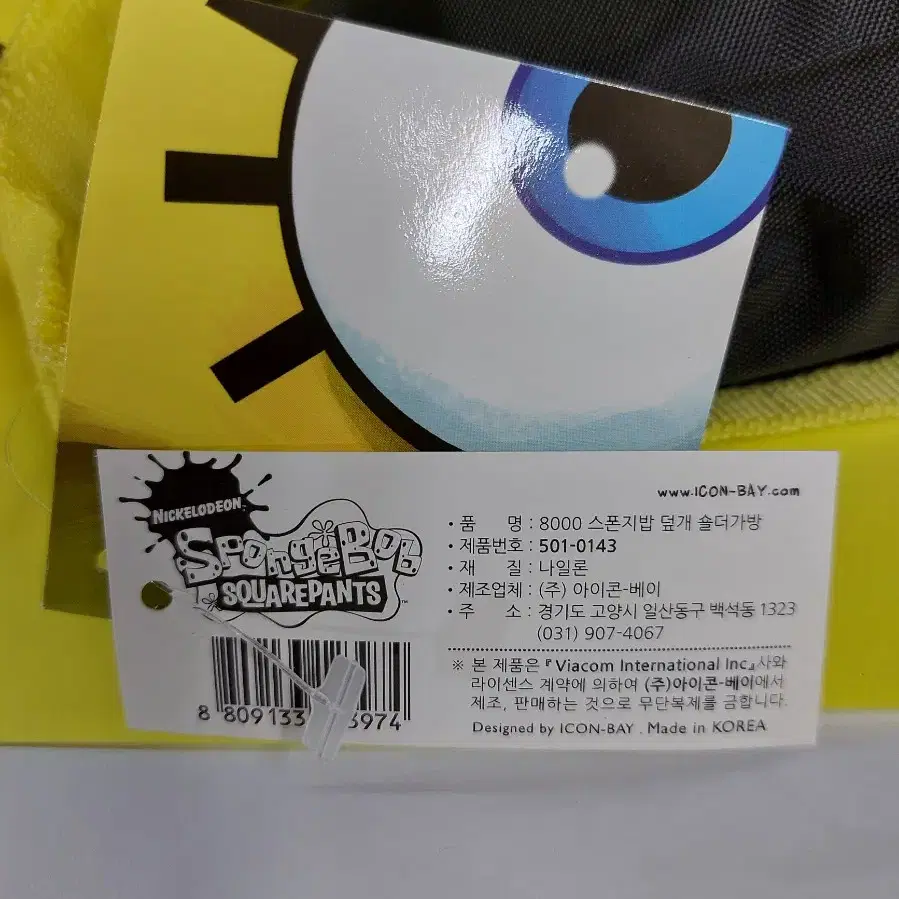 NICKELODEON
SpongeBob
SQUAREPANTS
™
8 809133 3974
www.ICON-BAY.com
· 품 명 : 8000 스폰지밥 덮개 숄더가방
· 제품번호 : 501-0143
· 재 질 : 나일론
· 제조업체 : (주) 아이콘-베이
· 주 소 : 경기도 고양시 일산동구 백석동 1323
(031) 907-4067
※ 본 제품은『Viacom International Inc』사와
라이센스 계약에 의하여 (주)아이콘-베이에서
제조, 판매하는 것으로 무단복제를 금합니다.
Designed by ICON-BAY . Made in KOREA